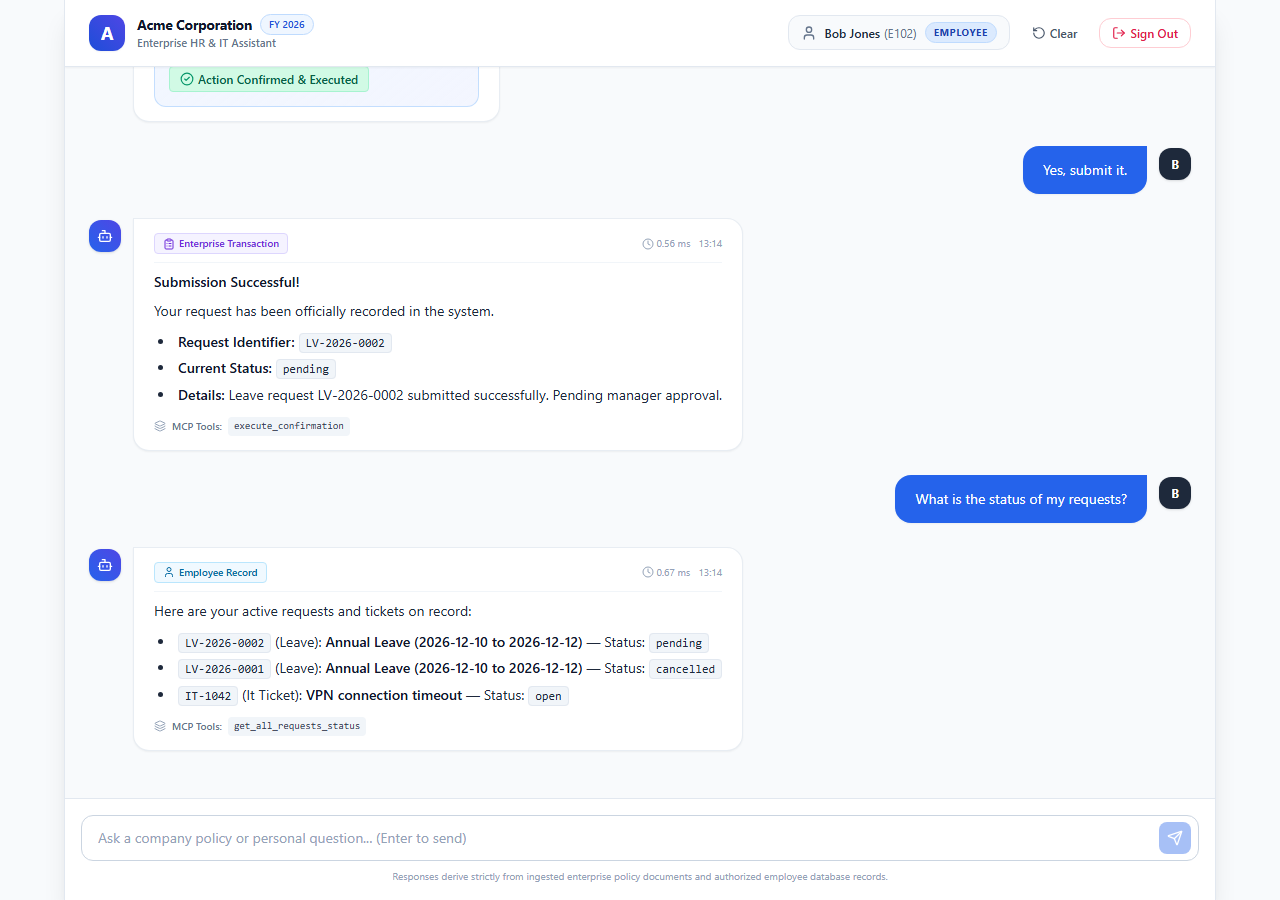 A
Acme Corporation FY 2026
Enterprise HR & IT Assistant
Bob Jones (E102) EMPLOYEE
Clear
Sign Out
Action Confirmed & Executed
Yes, submit it.
B
Enterprise Transaction 0.56 ms 13:14
Submission Successful!
Your request has been officially recorded in the system.
• Request Identifier: LV-2026-0002
• Current Status: pending
• Details: Leave request LV-2026-0002 submitted successfully. Pending manager approval.
MCP Tools: execute_confirmation
What is the status of my requests?
B
Employee Record 0.67 ms 13:14
Here are your active requests and tickets on record:
• LV-2026-0002 (Leave): Annual Leave (2026-12-10 to 2026-12-12) — Status: pending
• LV-2026-0001 (Leave): Annual Leave (2026-12-10 to 2026-12-12) — Status: cancelled
• IT-1042 (It Ticket): VPN connection timeout — Status: open
MCP Tools: get_all_requests_status
Ask a company policy or personal question... (Enter to send)
Responses derive strictly from ingested enterprise policy documents and authorized employee database records.